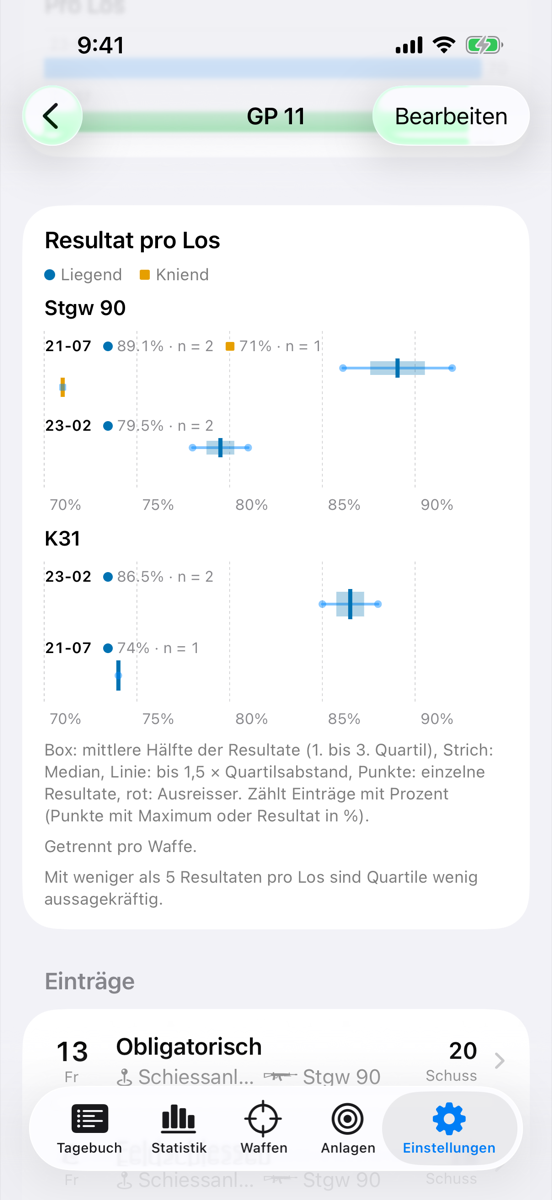 Pro Los
9:41
GP 11
Bearbeiten
Resultat pro Los
Liegend Kniend
Stgw 90
21-07 89.1% · n = 2 71% · n = 1
23-02 79.5% · n = 2
70% 75% 80% 85% 90%
K31
23-02 86.5% · n = 2
21-07 74% · n = 1
70% 75% 80% 85% 90%
Box: mittlere Hälfte der Resultate (1. bis 3. Quartil), Strich:
Median, Linie: bis 1,5 × Quartilsabstand, Punkte: einzelne
Resultate, rot: Ausreisser. Zählt Einträge mit Prozent
(Punkte mit Maximum oder Resultat in %).
Getrennt pro Waffe.
Mit weniger als 5 Resultaten pro Los sind Quartile wenig
aussagekräftig.
Einträge
13 Obligatorisch 20
Fr Schiessanl... Stgw 90 Schuss
Tagebuch Statistik Waffen Anlagen Einstellungen
Fr Schiessanl... Stgw 90 Schuss